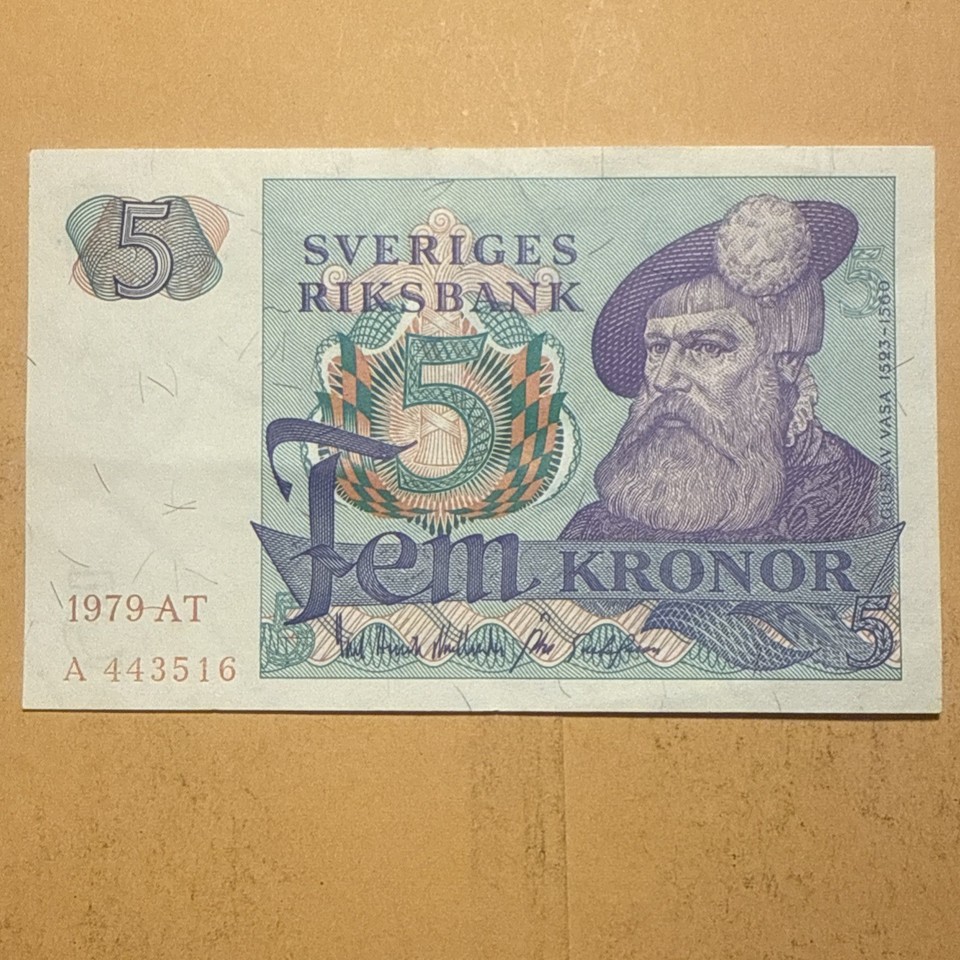 5
SVERIGES
RIKSBANK
5
5
GUSTAV VASA 1523-1560
fem KRONOR
1979 AT
A 443516
5
5